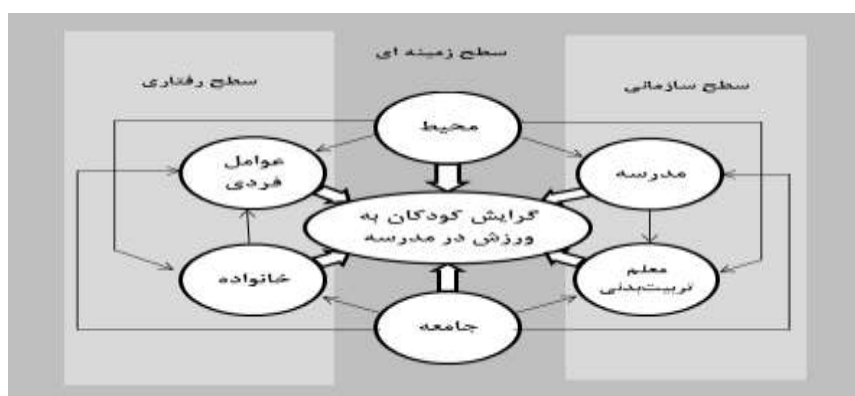 سطح زمینه ای
سطح سازمانی
سطح رفتاری
محیط
مدرسه
عوامل
فردی
گرایش کودکان به
ورزش در مدرسه
معلم
تربیت‌بدنی
خانواده
جامعه